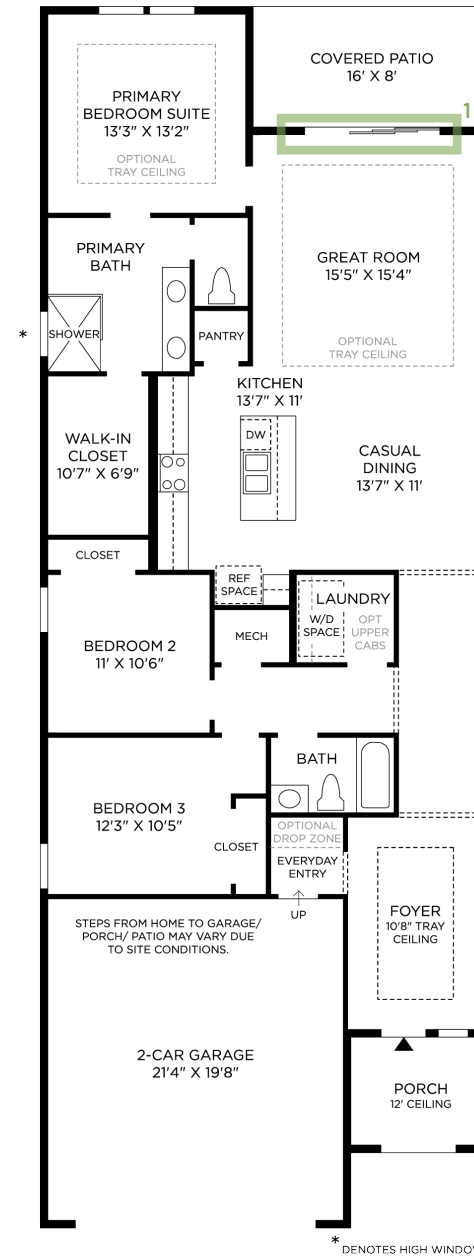 COVERED PATIO
16' X 8'
1
PRIMARY
BEDROOM SUITE
13'3" X 13'2"
OPTIONAL
TRAY CEILING
GREAT ROOM
15'5" X 15'4"
OPTIONAL
TRAY CEILING
PRIMARY
BATH
*
SHOWER
PANTRY
KITCHEN
13'7" X 11'
DW
WALK-IN
CLOSET
10'7" X 6'9"
CASUAL
DINING
13'7" X 11'
CLOSET
REF
SPACE
LAUNDRY
W/D
SPACE
OPT
UPPER
CABS
MECH
BEDROOM 2
11' X 10'6"
BATH
BEDROOM 3
12'3" X 10'5"
CLOSET
OPTIONAL
DROP ZONE
EVERYDAY
ENTRY
UP
FOYER
10'8" TRAY
CEILING
STEPS FROM HOME TO GARAGE/
PORCH/ PATIO MAY VARY DUE
TO SITE CONDITIONS.
2-CAR GARAGE
21'4" X 19'8"
PORCH
12' CEILING
* DENOTES HIGH WINDOW